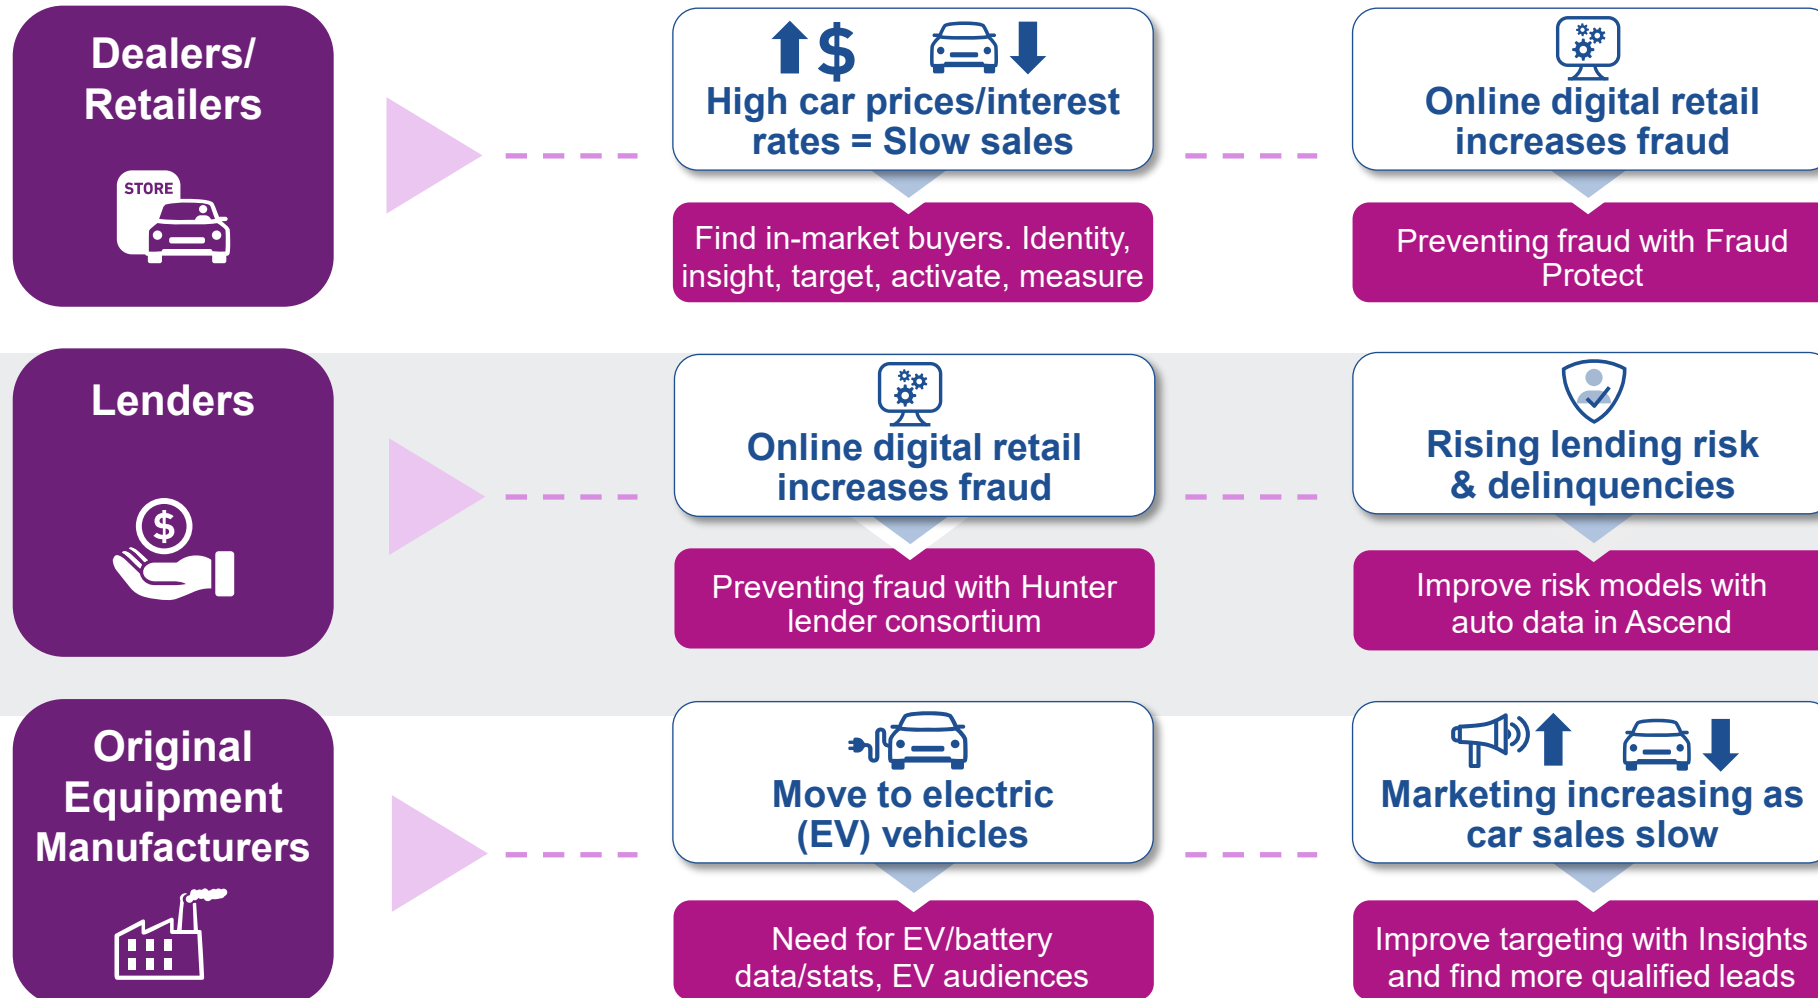 Dealers/
Retailers
STORE
$
High car prices/interest
rates = Slow sales
Find in-market buyers. Identity,
insight, target, activate, measure
Online digital retail
increases fraud
Preventing fraud with Fraud
Protect
Lenders
$
Online digital retail
increases fraud
Preventing fraud with Hunter
lender consortium
Rising lending risk
& delinquencies
Improve risk models with
auto data in Ascend
Original
Equipment
Manufacturers
Move to electric
(EV) vehicles
Need for EV/battery
data/stats, EV audiences
Marketing increasing as
car sales slow
Improve targeting with Insights
and find more qualified leads